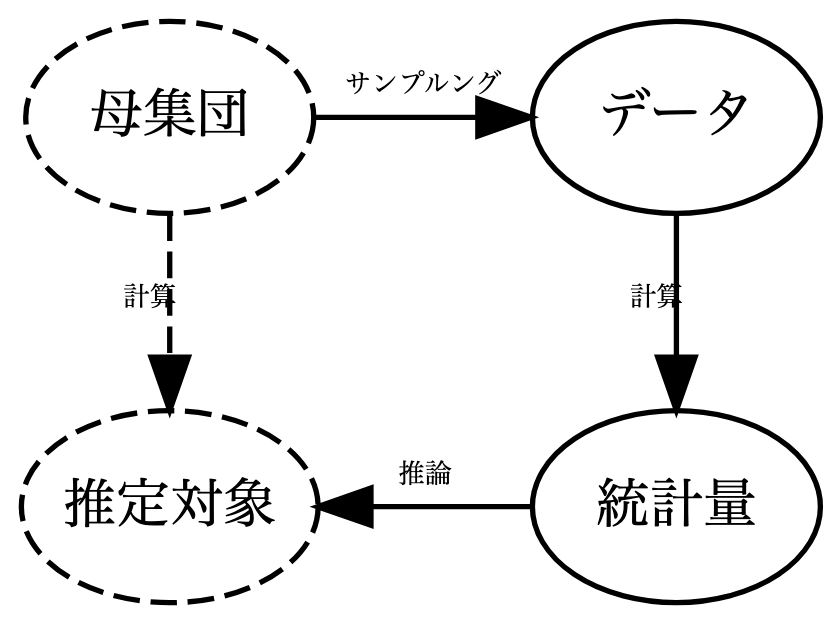 母集団
サンプルング
データ
計算
計算
推定対象
推論
統計量